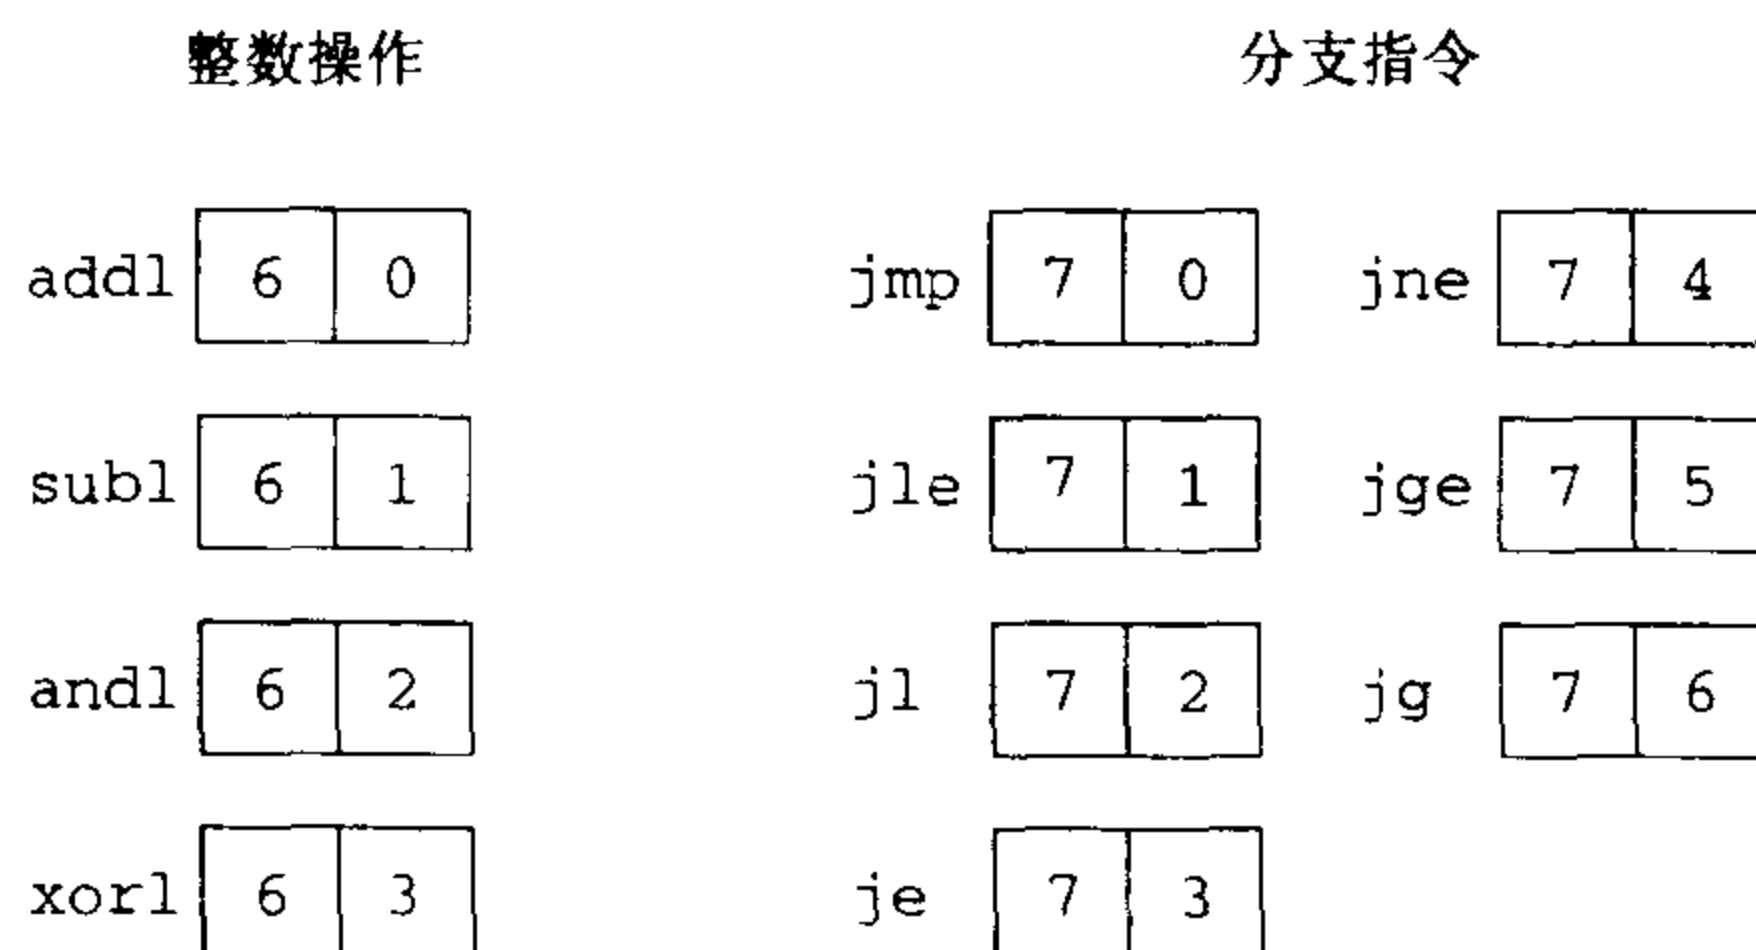 整数操作 分支指令
addl 6 0 jmp 7 0 jne 7 4
subl 6 1 jle 7 1 jge 7 5
andl 6 2 jl 7 2 jg 7 6
xorl 6 3 je 7 3